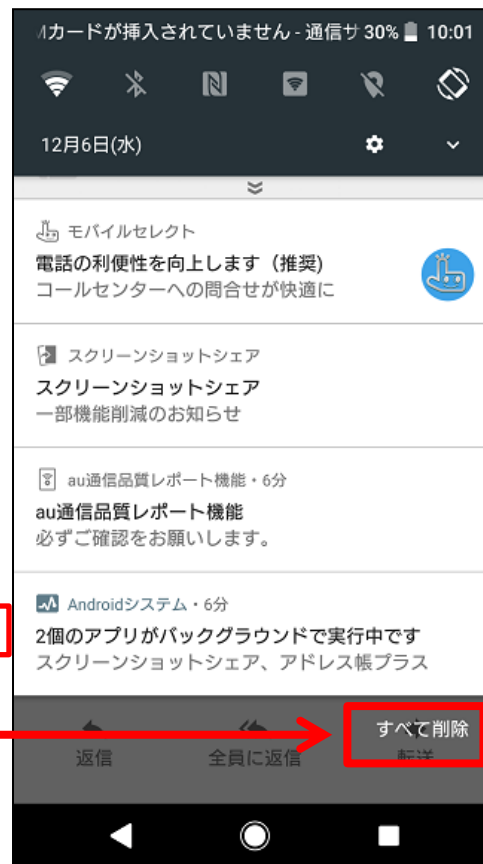 カードが挿入されていません - 通信サ 30% 10:01
12月6日(水)
モバイルセレクト
電話の利便性を向上します（推奨)
コールセンターへの問合せが快適に
スクリーンショットシェア
スクリーンショットシェア
一部機能削減のお知らせ
au通信品質レポート機能・6分
au通信品質レポート機能
必ずご確認をお願いします。
Androidシステム・6分
2個のアプリがバックグラウンドで実行中です
スクリーンショットシェア、アドレス帳プラス
すべて削除
返信 全員に返信 転送